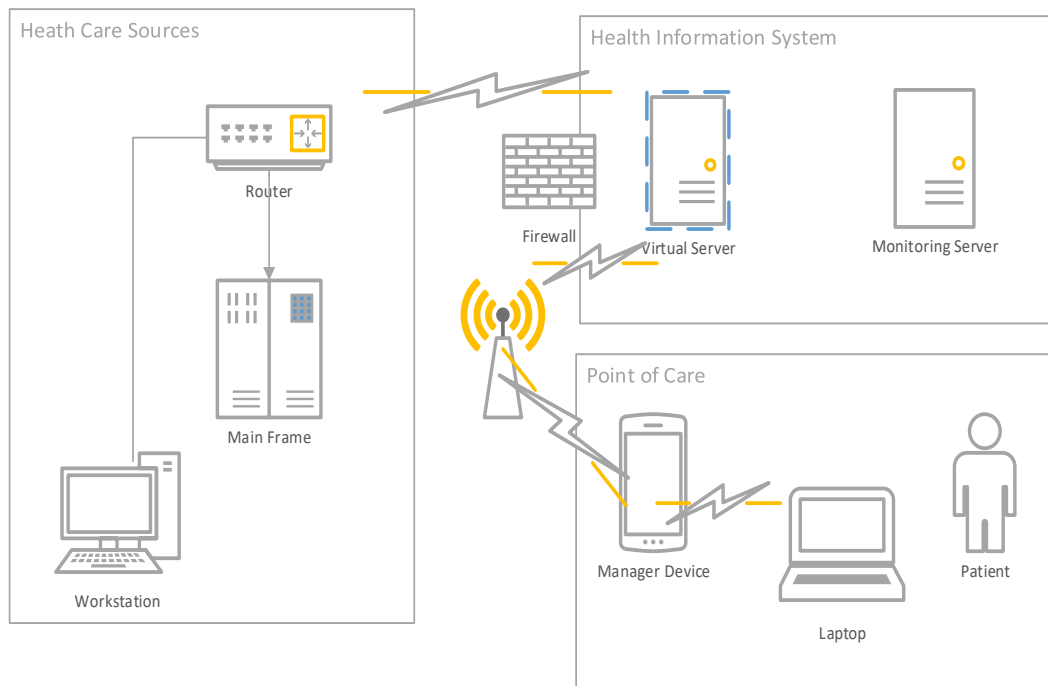 Heath Care Sources
Router
Main Frame
Workstation
Health Information System
Firewall
Virtual Server
Monitoring Server
Point of Care
Manager Device
Laptop
Patient